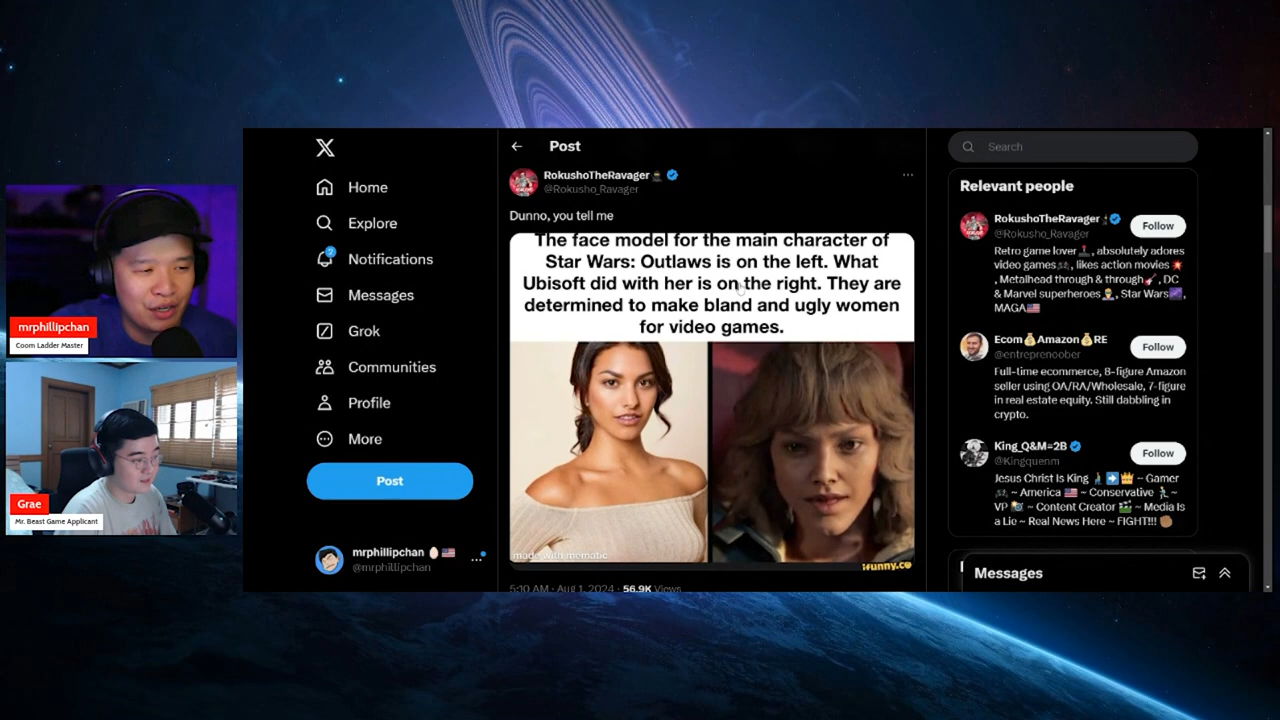 mrphillipchan
Coom Ladder Master
Grae
Mr. Beast Game Applicant
Home
Explore
2
Notifications
Messages
Grok
Communities
Profile
More
Post
mrphillipchan
@mrphillipchan
Post
RokushoTheRavager
@Rokusho_Ravager
Dunno, you tell me
The face model for the main character of
Star Wars: Outlaws is on the left. What
Ubisoft did with her is on the right. They are
determined to make bland and ugly women
for video games.
made with mematic
ifunny.co
5:10 AM · Aug 1, 2024 · 56.9K Views
Search
Relevant people
RokushoTheRavager
@Rokusho_Ravager
Follow
Retro game lover, absolutely adores
video games, likes action movies
, Metalhead through & through, DC
& Marvel superheroes, Star Wars,
MAGA
Ecom Amazon RE
@entreprenoober
Follow
Full-time ecommerce, 8-figure Amazon
seller using OA/RA/Wholesale, 7-figure
in real estate equity. Still dabbling in
crypto.
King_Q&M=2B
@Kingquenm
Follow
Jesus Christ Is King ~ Gamer
~ America ~ Conservative ~
VP ~ Content Creator ~ Media Is
a Lie ~ Real News Here ~ FIGHT!!!
Messages